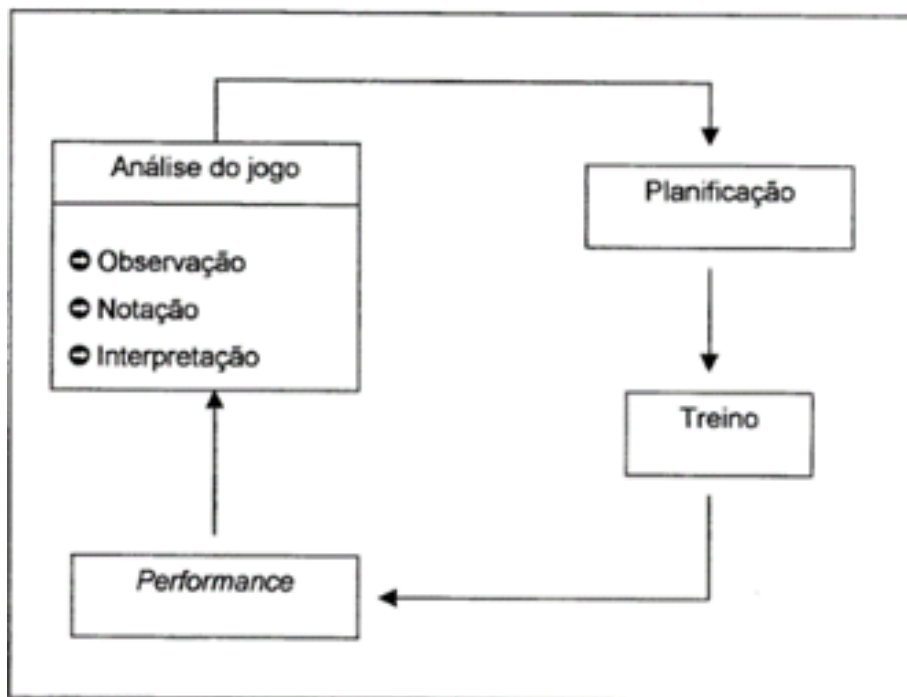 Análise do jogo
Observação
Notação
Interpretação
Planificação
Treino
Performance